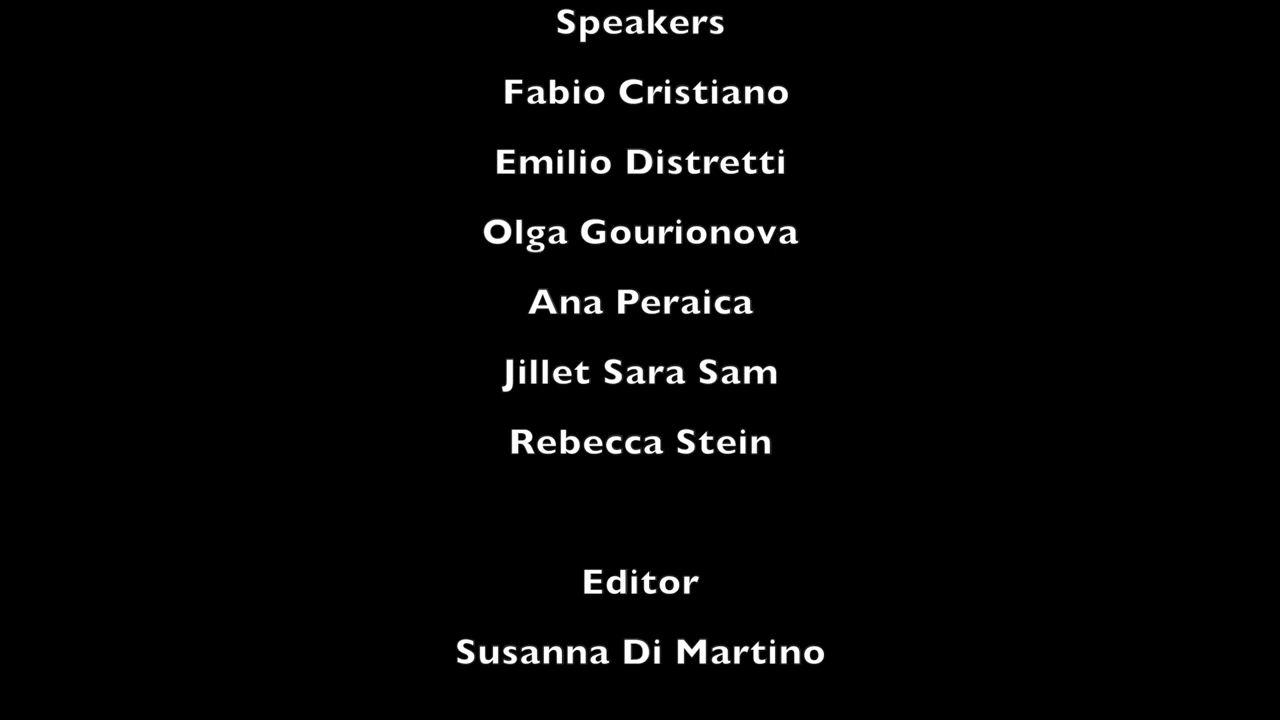 Speakers
Fabio Cristiano
Emilio Distretti
Olga Gourionova
Ana Peraica
Jillet Sara Sam
Rebecca Stein
Editor
Susanna Di Martino